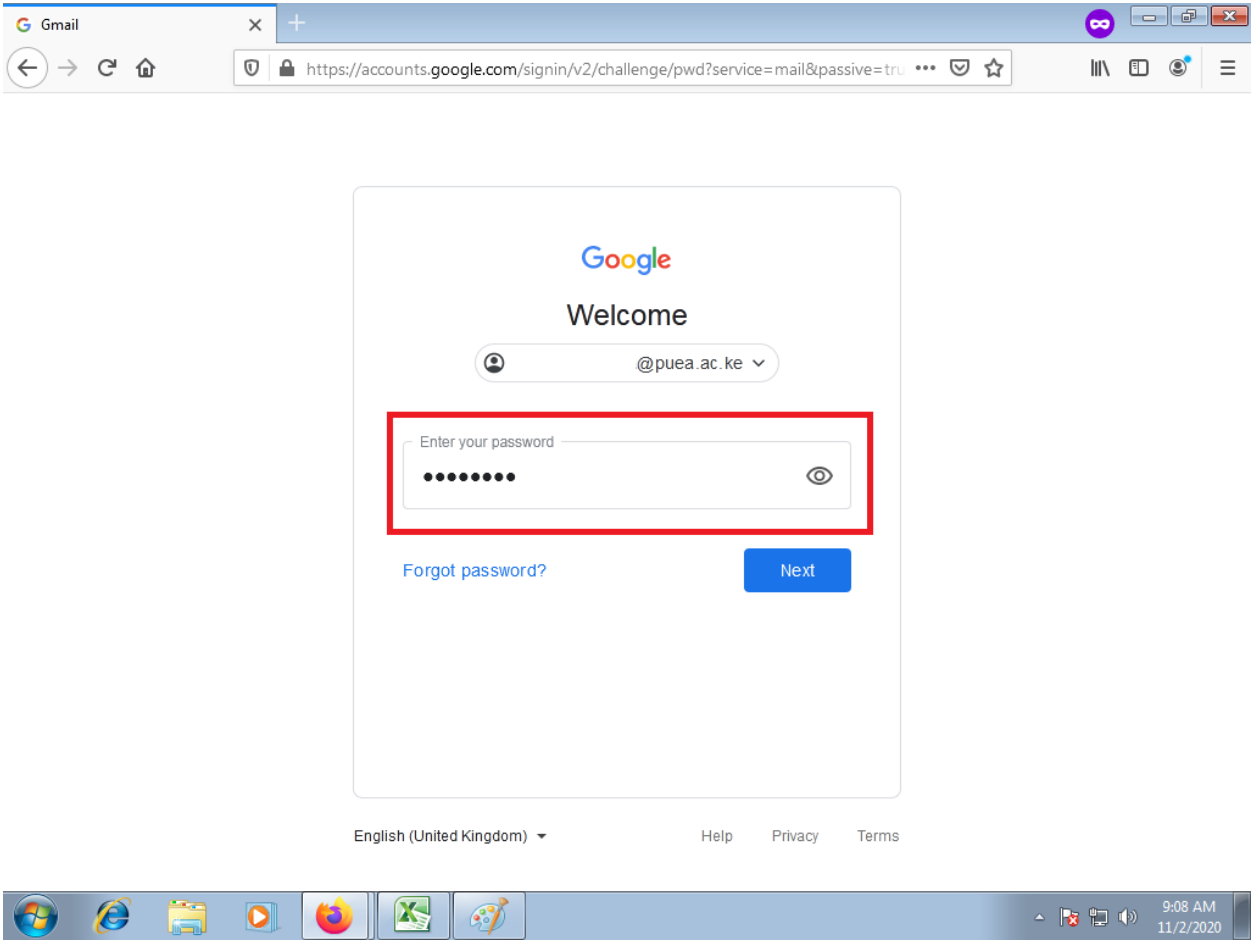 Gmail
https://accounts.google.com/signin/v2/challenge/pwd?service=mail&passive=tru
Google
Welcome
@puea.ac.ke
Enter your password
Forgot password?
Next
English (United Kingdom)
Help Privacy Terms
9:08 AM
11/2/2020